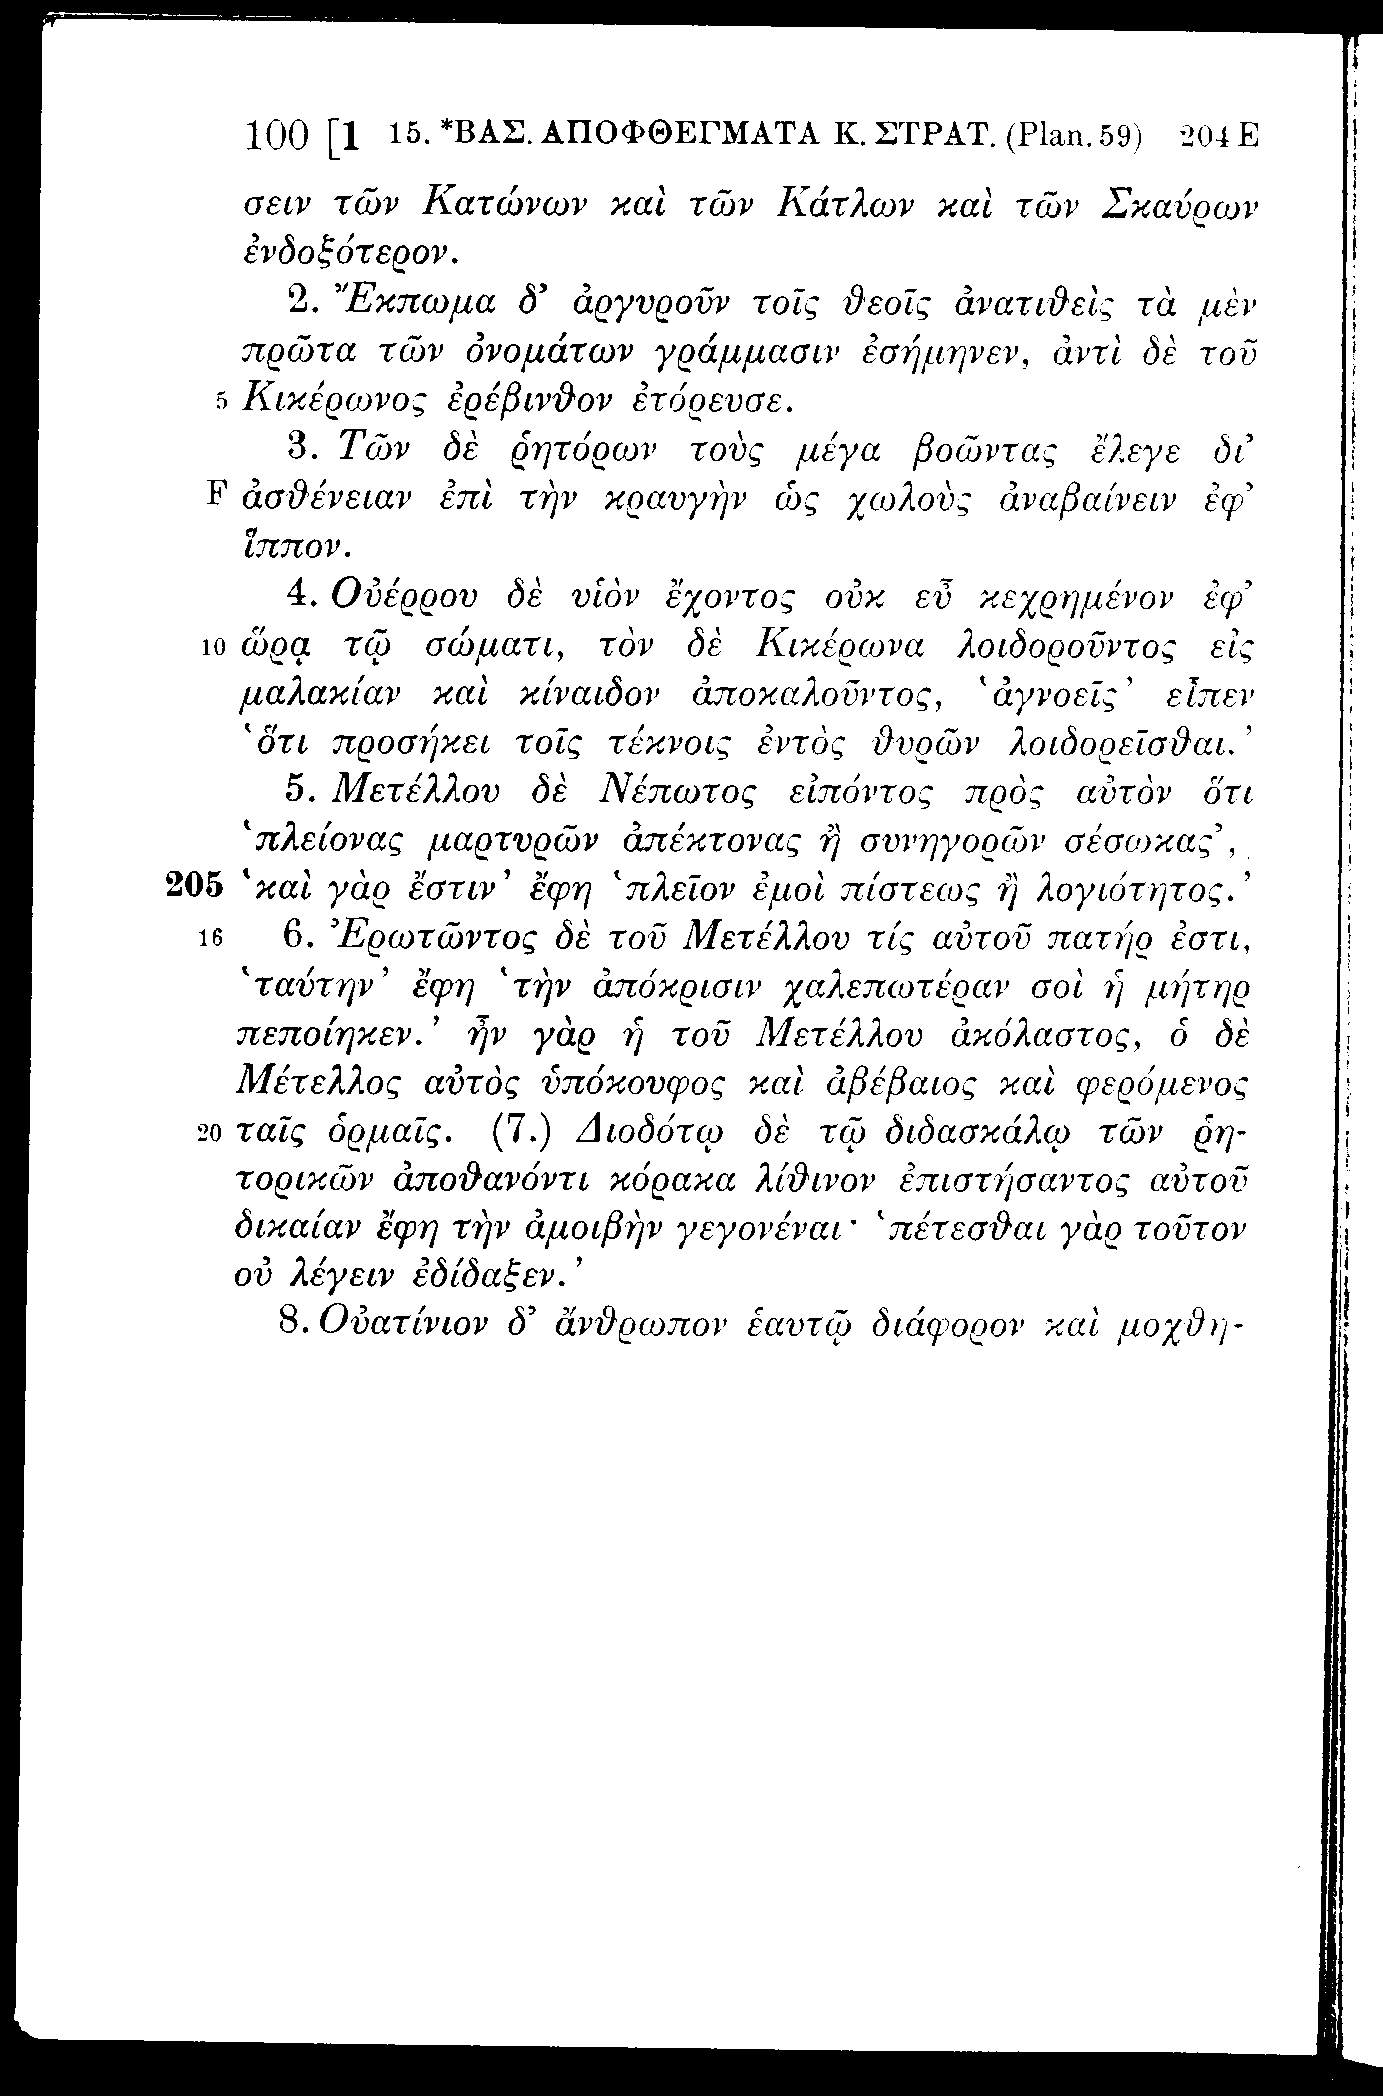 100 [1 15. *ΒΑΣ. ΑΠΟΦΘΕΓΜΑΤΑ Κ. ΣΤΡΑΤ. (Plan. 59) 204 E
σειν τῶν Κατώνων καὶ τῶν Κάτλων καὶ τῶν Σκαύρων
ἐνδοξότερον.
2. Ἔκπωμα δ’ ἀργυροῦν τοῖς θεοῖς ἀνατιθεὶς τὰ μὲν
πρῶτα τῶν ὀνομάτων γράμμασιν ἐσήμηνεν, ἀντὶ δὲ τοῦ
5 Κικέρωνος ἐρέβινθον ἐτόρευσε.
3. Τῶν δὲ ῥητόρων τοὺς μέγα βοῶντας ἔλεγε δι’
F ἀσθένειαν ἐπὶ τὴν κραυγὴν ὡς χωλοὺς ἀναβαίνειν ἐφ’
ἵππον.
4. Οὐέρρου δὲ υἱὸν ἔχοντος οὐκ εὖ κεχρημένον ἐφ’
10 ὥρᾳ τῷ σώματι, τὸν δὲ Κικέρωνα λοιδοροῦντος εἰς
μαλακίαν καὶ κίναιδον ἀποκαλοῦντος, ‘ἀγνοεῖς’ εἶπεν
‘ὅτι προσήκει τοῖς τέκνοις ἐντὸς θυρῶν λοιδορεῖσθαι.’
5. Μετέλλου δὲ Νέπωτος εἰπόντος πρὸς αὐτὸν ὅτι
‘πλείονας μαρτυρῶν ἀπέκτονας ἢ συνηγορῶν σέσωκας’,
205 ‘καὶ γὰρ ἔστιν’ ἔφη ‘πλεῖον ἐμοὶ πίστεως ἢ λογιότητος.’
16 6. Ἐρωτῶντος δὲ τοῦ Μετέλλου τίς αὐτοῦ πατήρ ἐστι,
‘ταύτην’ ἔφη ‘τὴν ἀπόκρισιν χαλεπωτέραν σοὶ ἡ μήτηρ
πεποίηκεν.’ ἦν γὰρ ἡ τοῦ Μετέλλου ἀκόλαστος, ὁ δὲ
Μέτελλος αὐτὸς ὑπόκουφος καὶ ἀβέβαιος καὶ φερόμενος
20 ταῖς ὁρμαῖς. (7.) Διοδότῳ δὲ τῷ διδασκάλῳ τῶν ῥη-
τορικῶν ἀποθανόντι κόρακα λίθινον ἐπιστήσαντος αὐτοῦ
δικαίαν ἔφη τὴν ἀμοιβὴν γεγονέναι· ‘πέτεσθαι γὰρ τοῦτον
οὐ λέγειν ἐδίδαξεν.’
8. Οὐατίνιον δ’ ἄνθρωπον ἑαυτῷ διάφορον καὶ μοχθη-